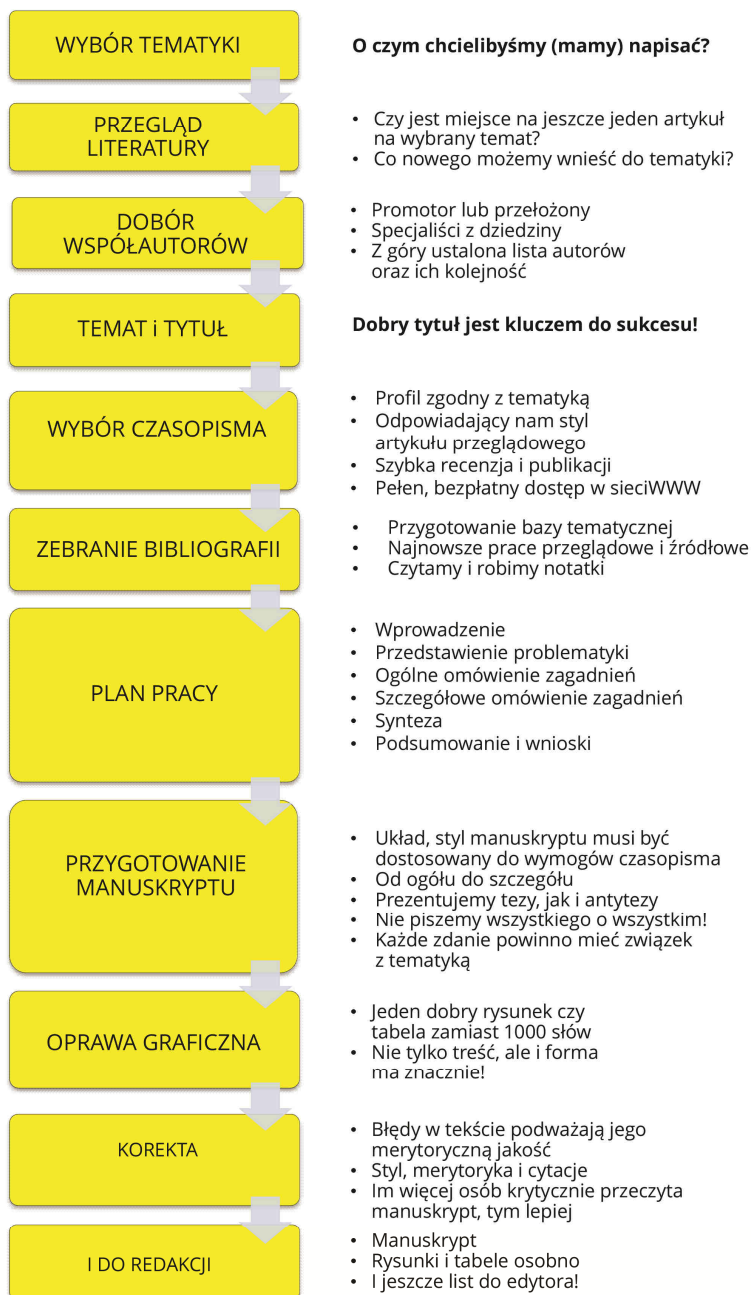 WYBÓR TEMATYKI
O czym chcielibyśmy (mamy) napisać?
PRZEGLĄD
LITERATURY
• Czy jest miejsce na jeszcze jeden artykuł
na wybrany temat?
• Co nowego możemy wnieść do tematyki?
DOBÓR
WSPÓŁAUTORÓW
• Promotor lub przełożony
• Specjaliści z dziedziny
• Z góry ustalona lista autorów
oraz ich kolejność
TEMAT i TYTUŁ
Dobry tytuł jest kluczem do sukcesu!
WYBÓR CZASOPISMA
• Profil zgodny z tematyką
• Odpowiadający nam styl
artykułu przeglądowego
• Szybka recenzja i publikacji
• Pełen, bezpłatny dostęp w sieciWWW
ZEBRANIE BIBLIOGRAFII
• Przygotowanie bazy tematycznej
• Najnowsze prace przeglądowe i źródłowe
• Czytamy i robimy notatki
PLAN PRACY
• Wprowadzenie
• Przedstawienie problematyki
• Ogólne omówienie zagadnień
• Szczegółowe omówienie zagadnień
• Synteza
• Podsumowanie i wnioski
PRZYGOTOWANIE
MANUSKRYPTU
• Układ, styl manuskryptu musi być
dostosowany do wymogów czasopisma
• Od ogółu do szczegółu
• Prezentujemy tezy, jak i antytezy
• Nie piszemy wszystkiego o wszystkim!
• Każde zdanie powinno mieć związek
z tematyką
OPRAWA GRAFICZNA
• Jeden dobry rysunek czy
tabela zamiast 1000 słów
• Nie tylko treść, ale i forma
ma znacznie!
KOREKTA
• Błędy w tekście podważają jego
merytoryczną jakość
• Styl, merytoryka i cytacje
• Im więcej osób krytycznie przeczyta
manuskrypt, tym lepiej
I DO REDAKCJI
• Manuskrypt
• Rysunki i tabele osobno
• I jeszcze list do edytora!